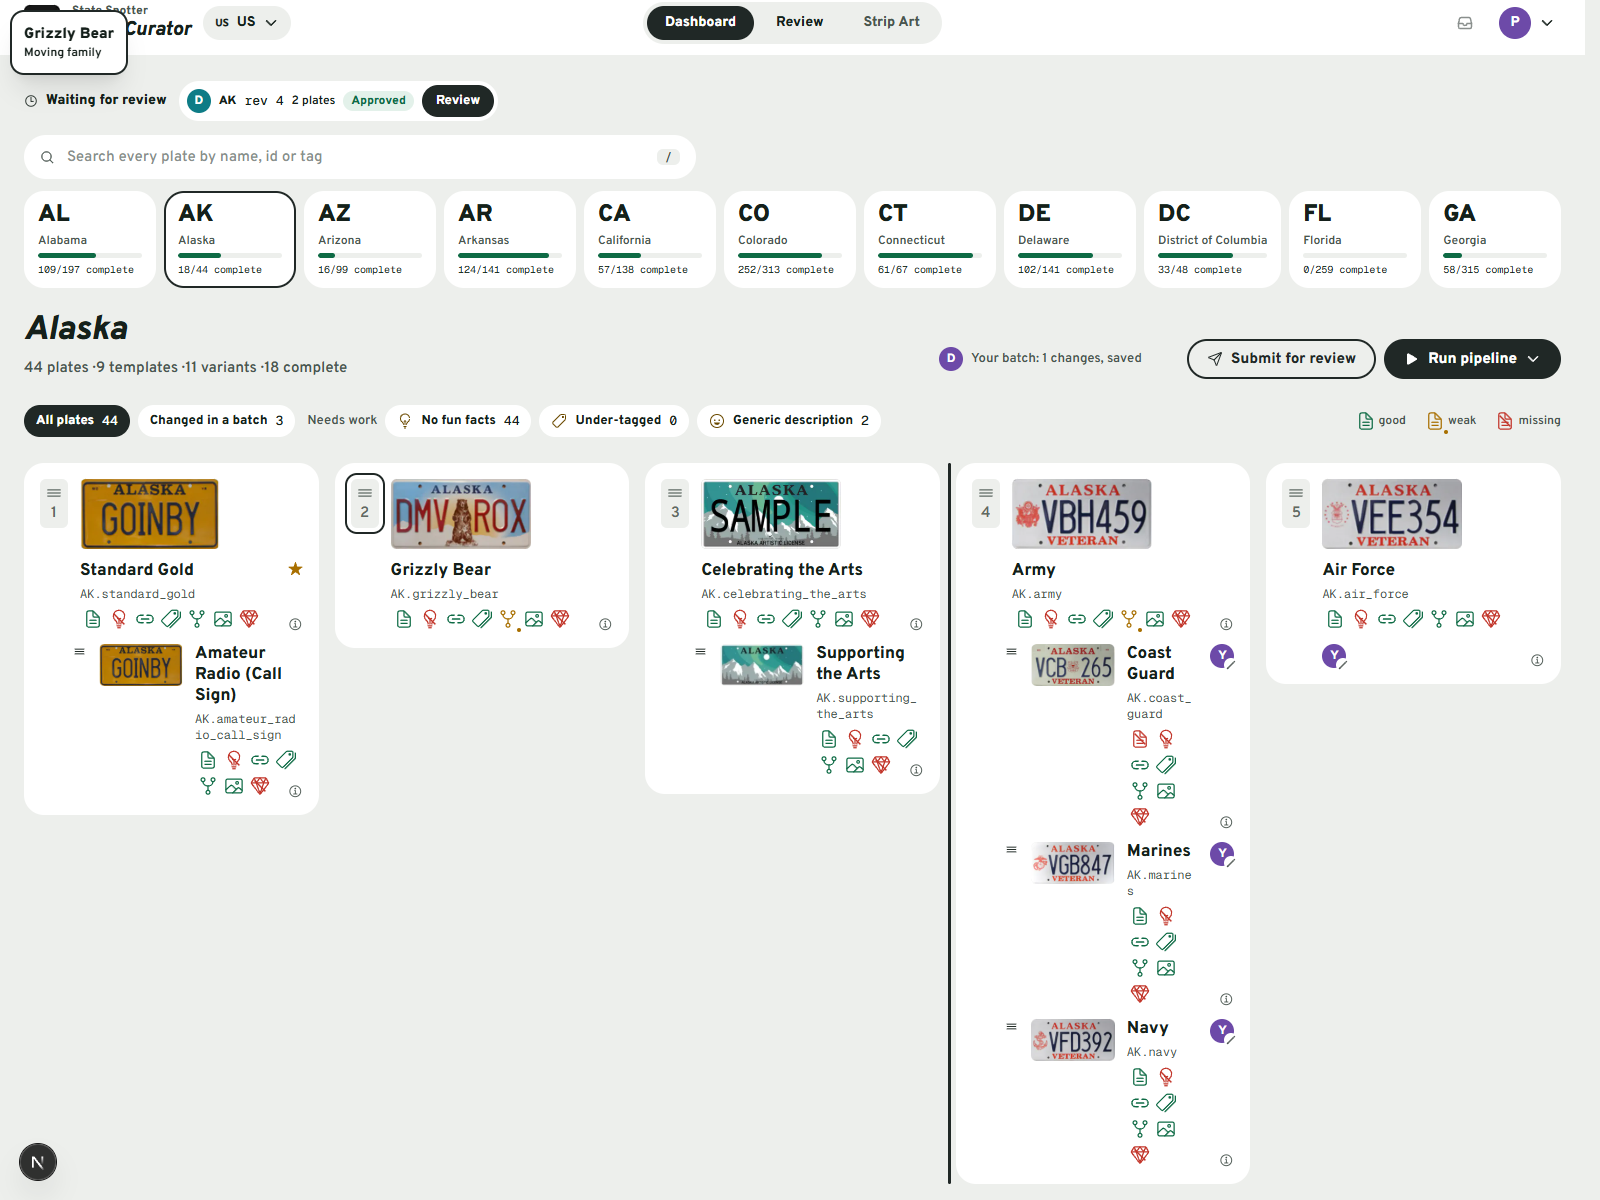 State Spotter
Curator
US US
Grizzly Bear
Moving family
Dashboard
Review
Strip Art
P
Waiting for review
D AK rev 4 2 plates Approved Review
Search every plate by name, id or tag
/
AL
Alabama
109/197 complete
AK
Alaska
18/44 complete
AZ
Arizona
16/99 complete
AR
Arkansas
124/141 complete
CA
California
57/138 complete
CO
Colorado
252/313 complete
CT
Connecticut
61/67 complete
DE
Delaware
102/141 complete
DC
District of Columbia
33/48 complete
FL
Florida
0/259 complete
GA
Georgia
58/315 complete
Alaska
44 plates ·9 templates ·11 variants ·18 complete
D Your batch: 1 changes, saved
Submit for review
Run pipeline
All plates 44
Changed in a batch 3
Needs work
No fun facts 44
Under-tagged 0
Generic description 2
good
weak
missing
1
ALASKA
GOINBY
Standard Gold
AK.standard_gold
ALASKA
GOINBY
Amateur
Radio (Call
Sign)
AK.amateur_rad
io_call_sign
2
ALASKA
DMV ROX
Grizzly Bear
AK.grizzly_bear
3
ALASKA
SAMPLE
ALASKA ARTISTIC LICENSE
Celebrating the Arts
AK.celebrating_the_arts
ALASKA
Supporting
the Arts
AK.supporting_
the_arts
4
ALASKA
VBH459
VETERAN
Army
AK.army
ALASKA
VCB 265
VETERAN
Coast
Guard
Y
AK.coast_
guard
ALASKA
VGB847
VETERAN
Marines
Y
AK.marine
s
ALASKA
VFD392
VETERAN
Navy
Y
AK.navy
5
ALASKA
VEE354
VETERAN
Air Force
AK.air_force
Y
N